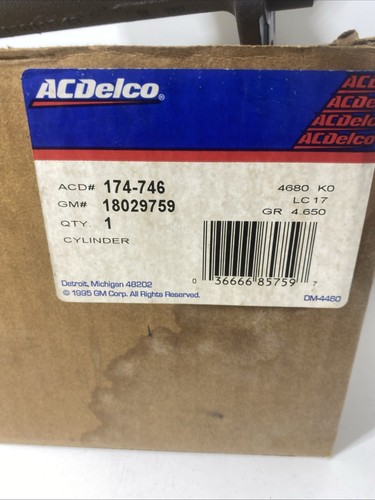 ACDelco
ACDelco
ACDelco
ACDelco
ACDelco
ACD# 174-746 4680 K0
GM# 18029759 LC 17
QTY 1 GR 4.650
CYLINDER
0 36666 85759 7
Detroit, Michigan 48202
© 1995 GM Corp. All Rights Reserved. DM-4460